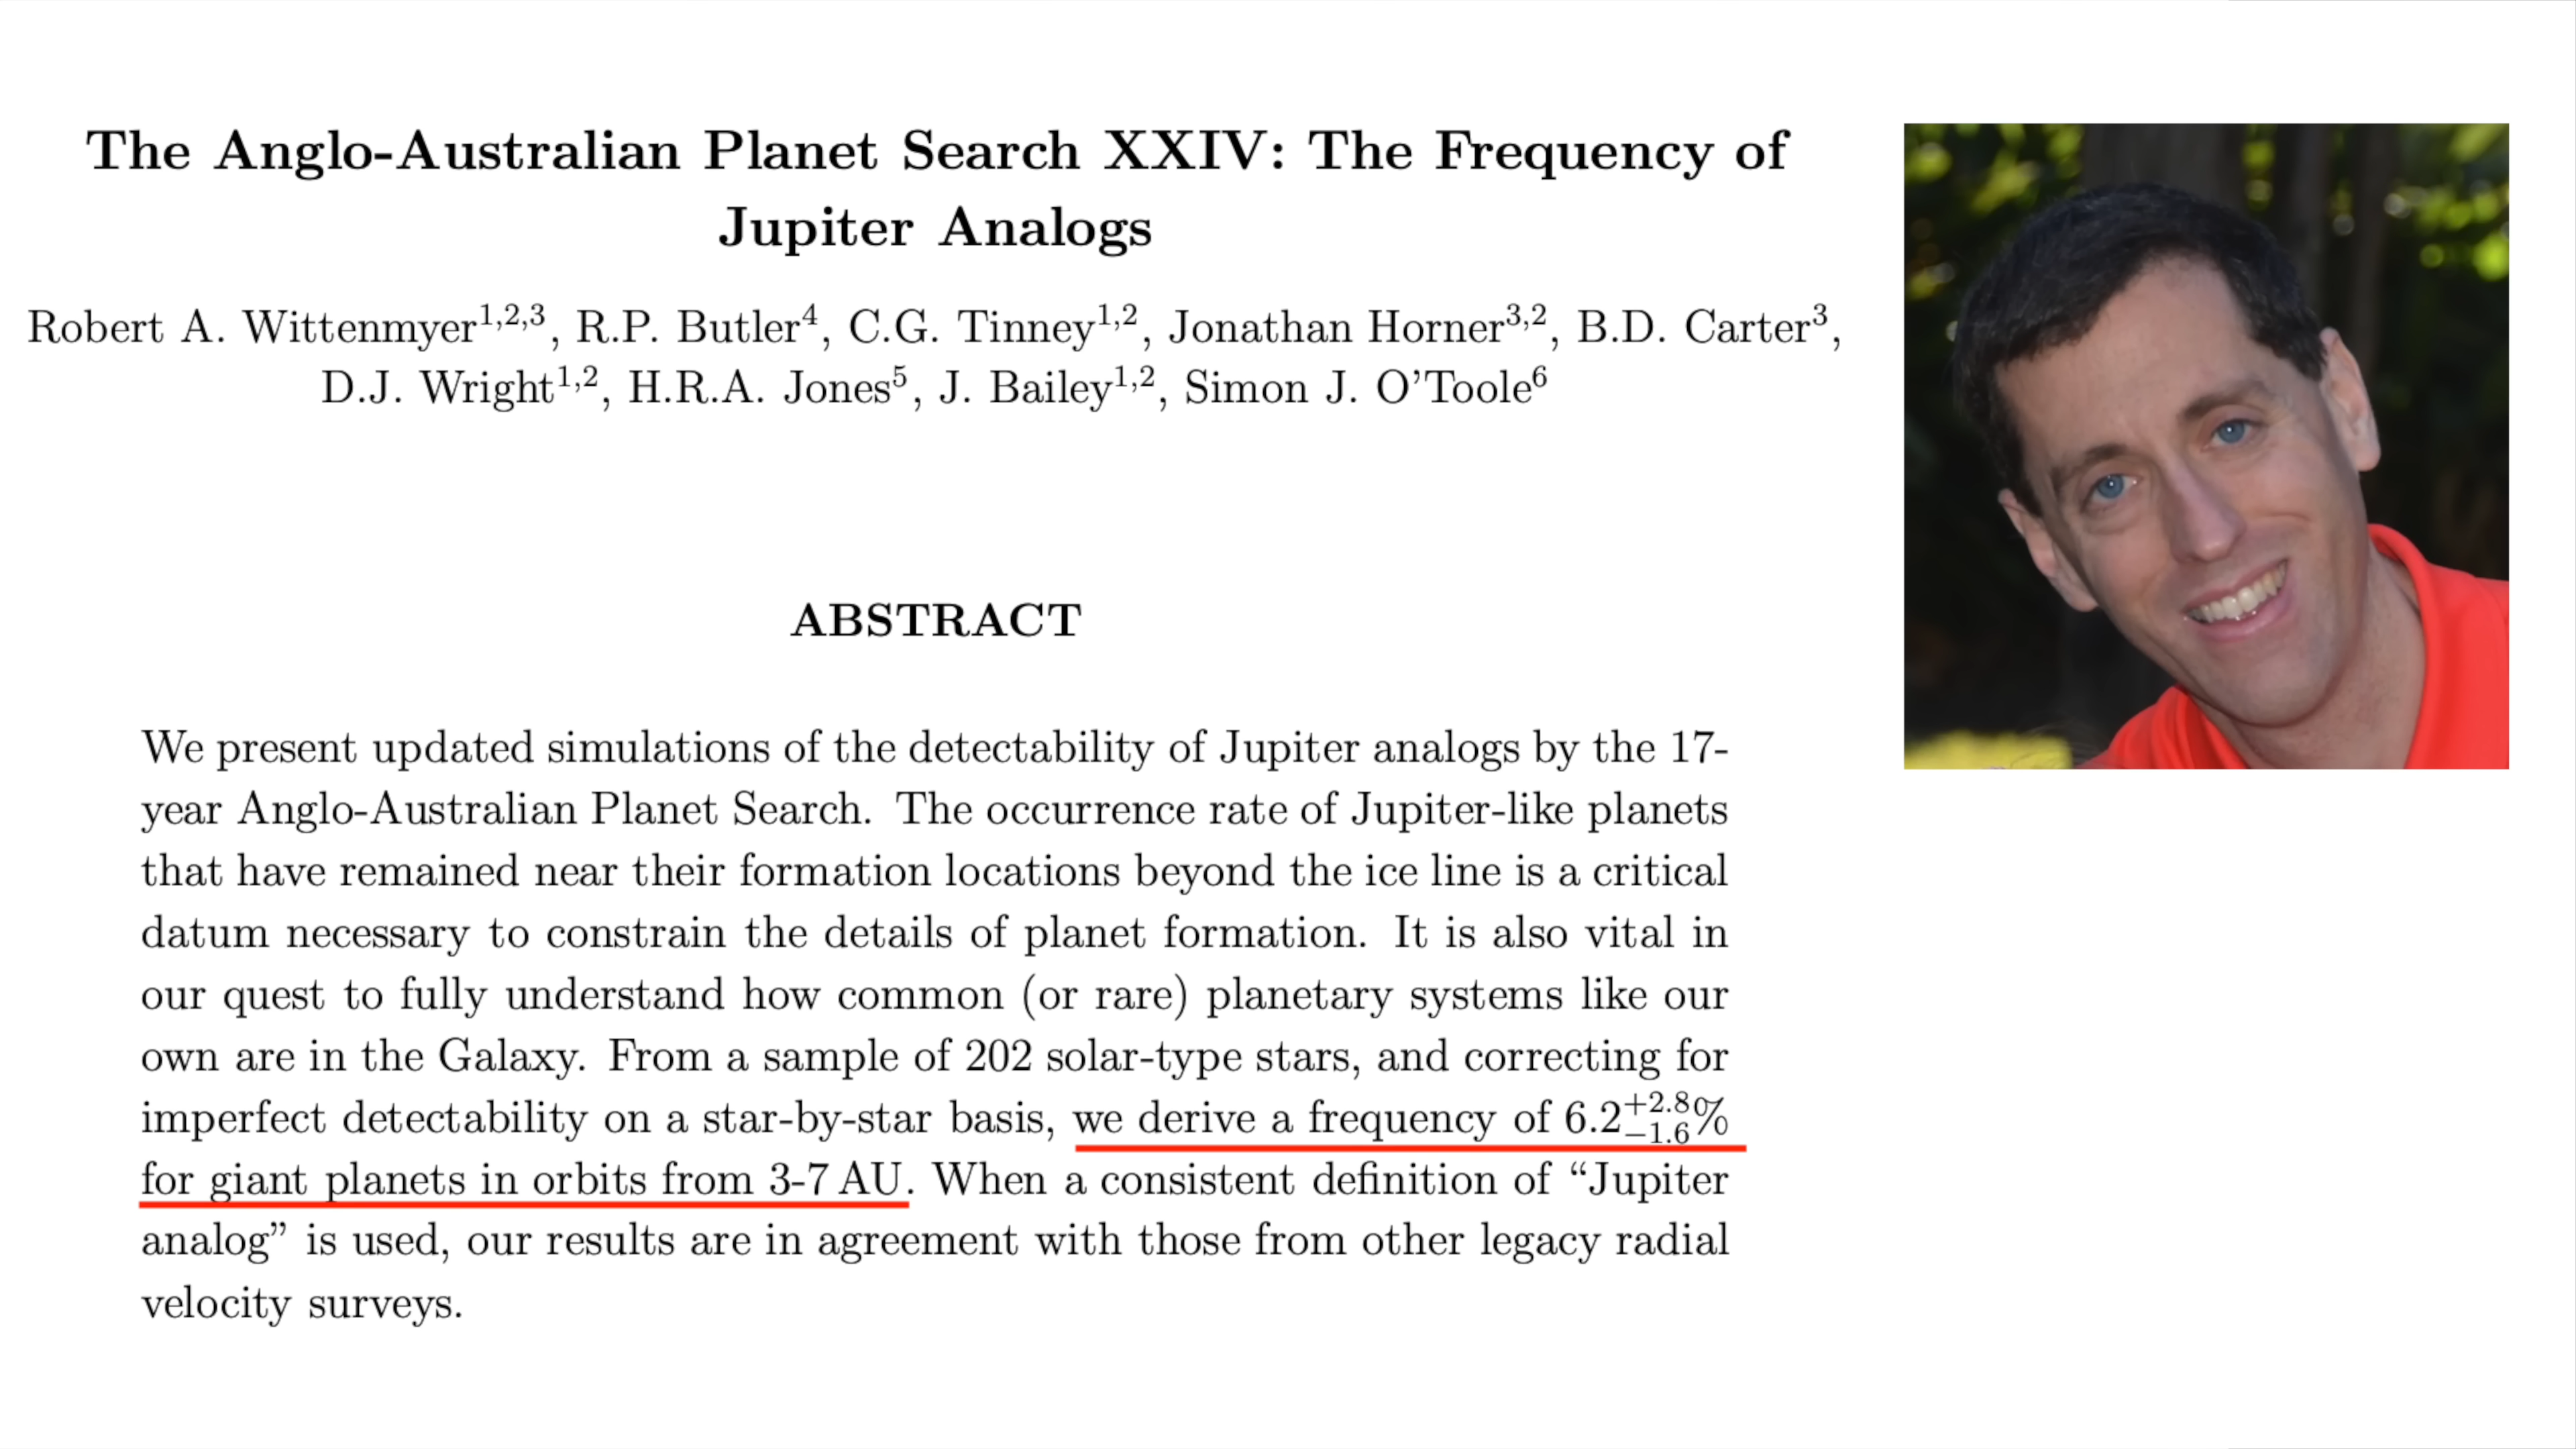 The Anglo-Australian Planet Search XXIV: The Frequency of
Jupiter Analogs
Robert A. Wittenmyer1,2,3, R.P. Butler4, C.G. Tinney1,2, Jonathan Horner3,2, B.D. Carter3,
D.J. Wright1,2, H.R.A. Jones5, J. Bailey1,2, Simon J. O'Toole6
ABSTRACT
We present updated simulations of the detectability of Jupiter analogs by the 17-
year Anglo-Australian Planet Search. The occurrence rate of Jupiter-like planets
that have remained near their formation locations beyond the ice line is a critical
datum necessary to constrain the details of planet formation. It is also vital in
our quest to fully understand how common (or rare) planetary systems like our
own are in the Galaxy. From a sample of 202 solar-type stars, and correcting for
imperfect detectability on a star-by-star basis, we derive a frequency of 6.2+2.8−1.6%
for giant planets in orbits from 3-7 AU. When a consistent definition of “Jupiter
analog” is used, our results are in agreement with those from other legacy radial
velocity surveys.